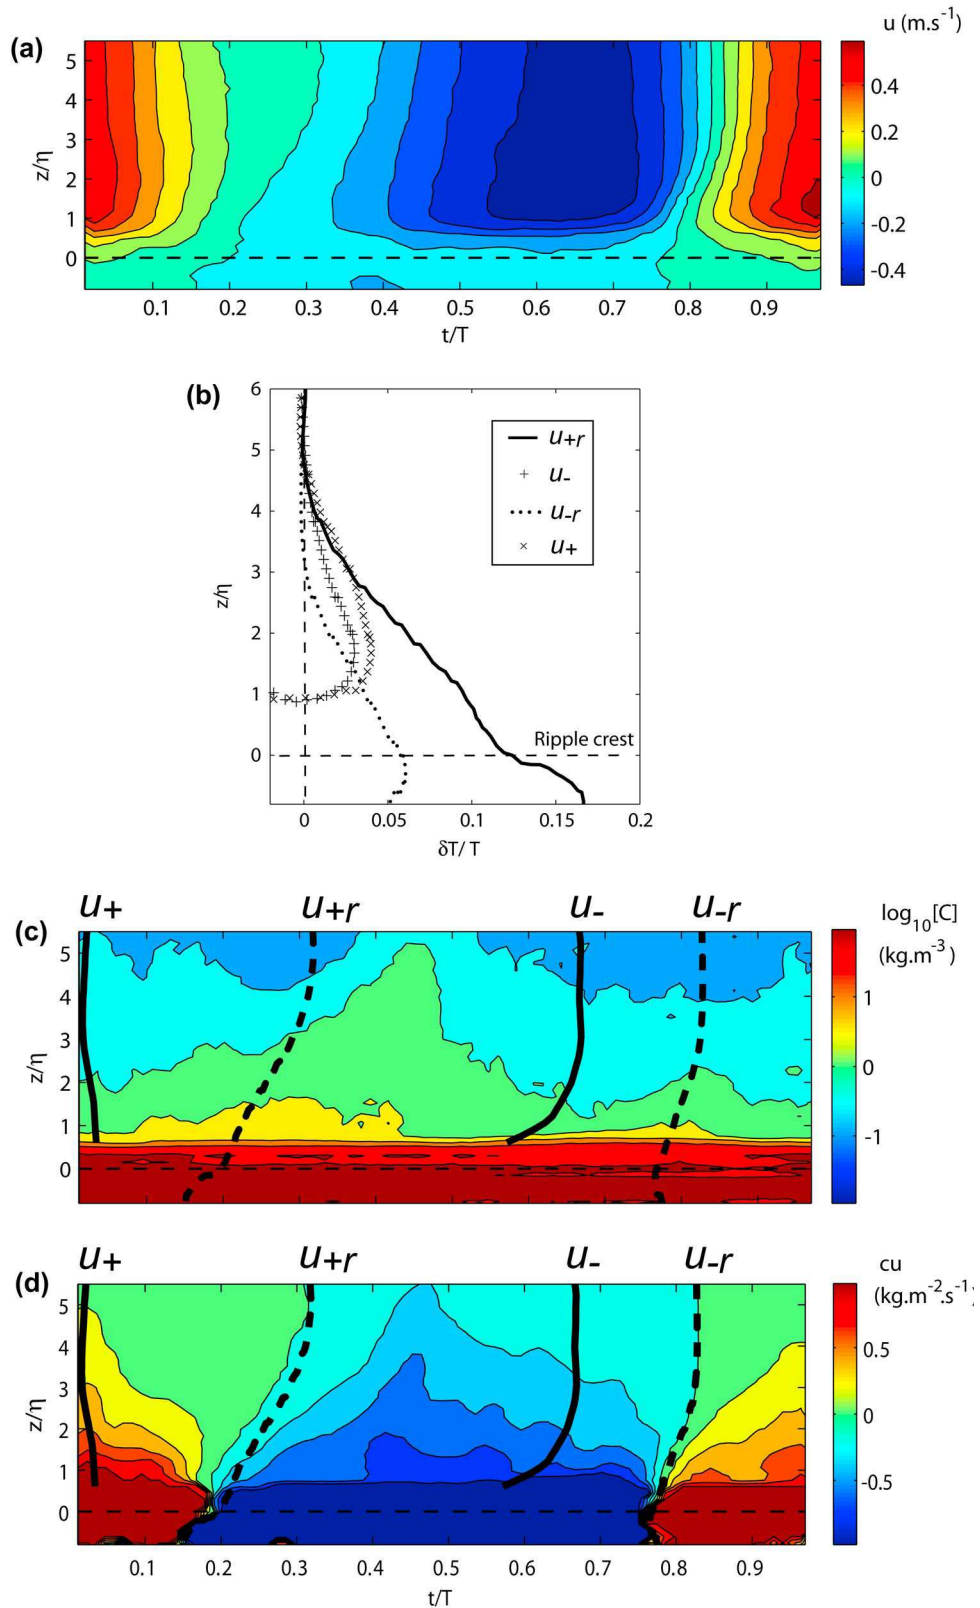 (a)
u (m.s⁻¹)
5
4
3
2
1
0
z/η
0.4
0.2
0
-0.2
-0.4
0.1 0.2 0.3 0.4 0.5 0.6 0.7 0.8 0.9
t/T
(b)
6
5
4
3
2
1
0
z/η
u+r
u-
u-r
u+
Ripple crest
0 0.05 0.1 0.15 0.2
δT/ T
(c)
u+ u+r u- u-r
log₁₀[C]
(kg.m⁻³)
5
4
3
2
1
0
z/η
1
0
-1
(d)
u+ u+r u- u-r
cu
(kg.m⁻².s⁻¹)
5
4
3
2
1
0
z/η
0.5
0
-0.5
0.1 0.2 0.3 0.4 0.5 0.6 0.7 0.8 0.9
t/T